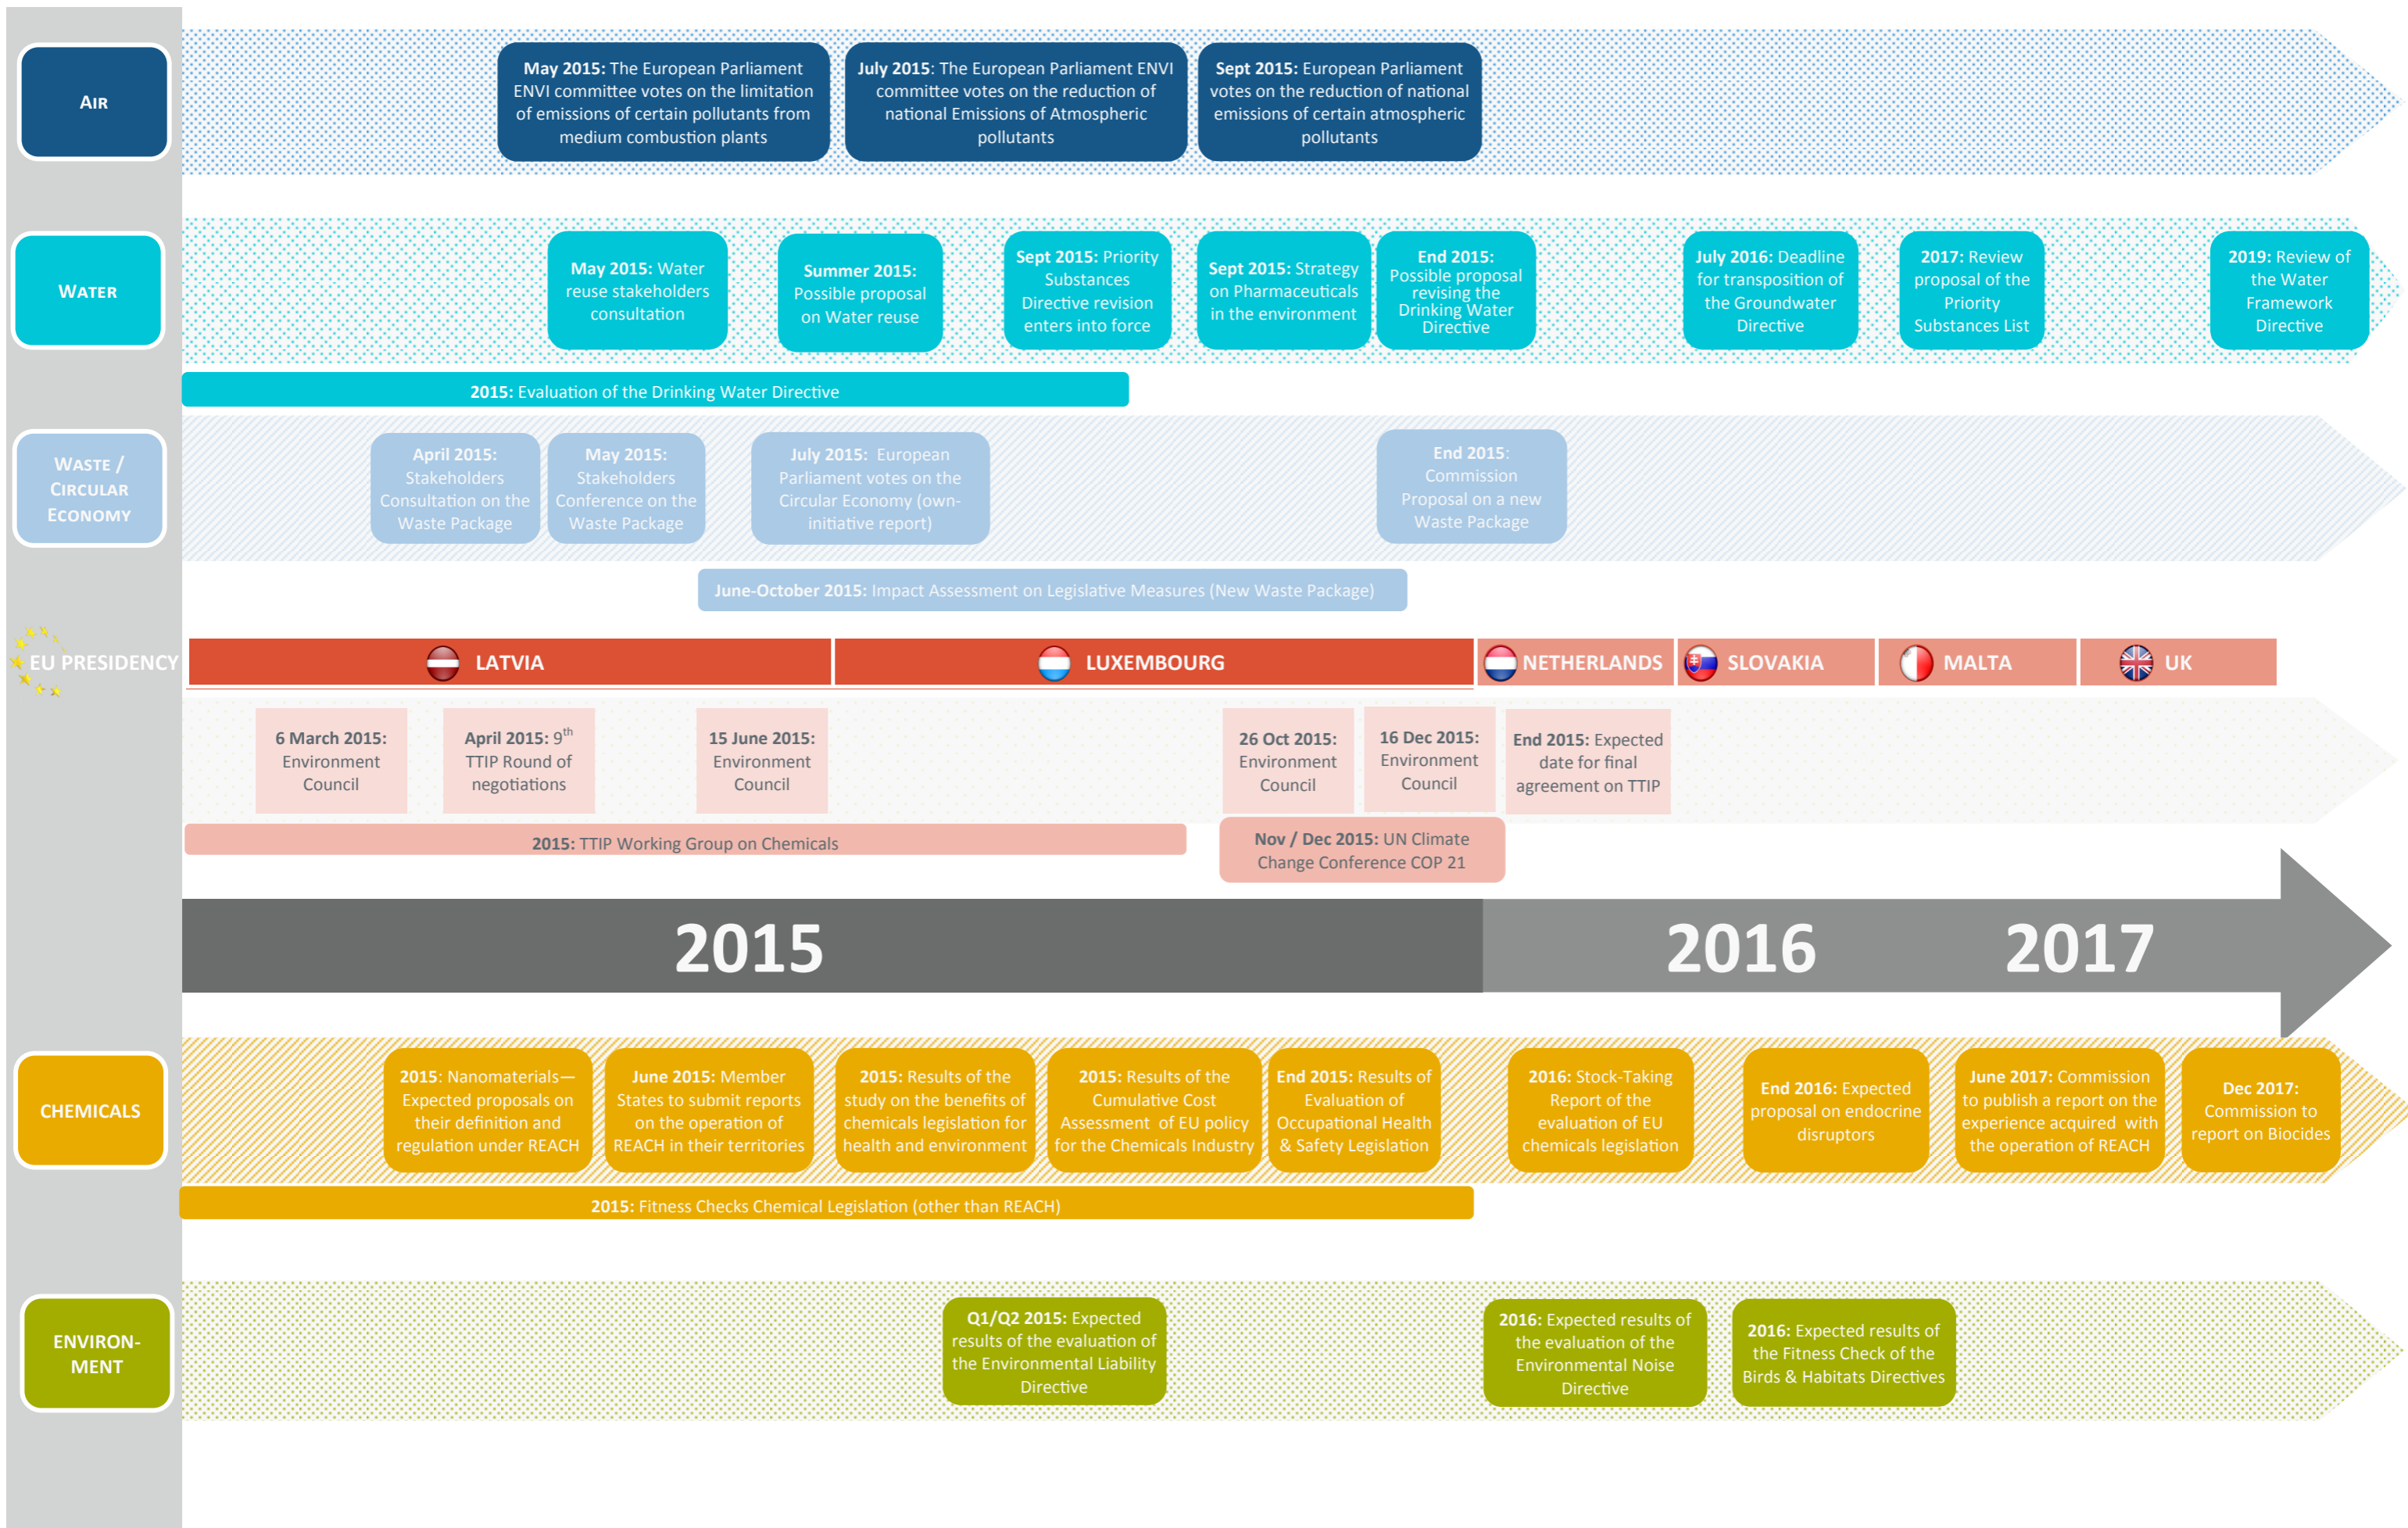 AIR
May 2015: The European Parliament
ENVI committee votes on the limitation
of emissions of certain pollutants from
medium combustion plants
July 2015: The European Parliament ENVI
committee votes on the reduction of
national Emissions of Atmospheric
pollutants
Sept 2015: European Parliament
votes on the reduction of national
emissions of certain atmospheric
pollutants
WATER
May 2015: Water
reuse stakeholders
consultation
Summer 2015:
Possible proposal
on Water reuse
Sept 2015: Priority
Substances
Directive revision
enters into force
Sept 2015: Strategy
on Pharmaceuticals
in the environment
End 2015:
Possible proposal
revising the
Drinking Water
Directive
July 2016: Deadline
for transposition of
the Groundwater
Directive
2017: Review
proposal of the
Priority
Substances List
2019: Review of
the Water
Framework
Directive
2015: Evaluation of the Drinking Water Directive
WASTE /
CIRCULAR
ECONOMY
April 2015:
Stakeholders
Consultation on the
Waste Package
May 2015:
Stakeholders
Conference on the
Waste Package
July 2015: European
Parliament votes on the
Circular Economy (own-
initiative report)
End 2015:
Commission
Proposal on a new
Waste Package
June-October 2015: Impact Assessment on Legislative Measures (New Waste Package)
EU PRESIDENCY
LATVIA
LUXEMBOURG
NETHERLANDS
SLOVAKIA
MALTA
UK
6 March 2015:
Environment
Council
April 2015: 9th
TTIP Round of
negotiations
15 June 2015:
Environment
Council
26 Oct 2015:
Environment
Council
16 Dec 2015:
Environment
Council
End 2015: Expected
date for final
agreement on TTIP
2015: TTIP Working Group on Chemicals
Nov / Dec 2015: UN Climate
Change Conference COP 21
2015
2016
2017
CHEMICALS
2015: Nanomaterials—
Expected proposals on
their definition and
regulation under REACH
June 2015: Member
States to submit reports
on the operation of
REACH in their territories
2015: Results of the
study on the benefits of
chemicals legislation for
health and environment
2015: Results of the
Cumulative Cost
Assessment of EU policy
for the Chemicals Industry
End 2015: Results of
Evaluation of
Occupational Health
& Safety Legislation
2016: Stock-Taking
Report of the
evaluation of EU
chemicals legislation
End 2016: Expected
proposal on endocrine
disruptors
June 2017: Commission
to publish a report on the
experience acquired with
the operation of REACH
Dec 2017:
Commission to
report on Biocides
2015: Fitness Checks Chemical Legislation (other than REACH)
ENVIRON-
MENT
Q1/Q2 2015: Expected
results of the evaluation of
the Environmental Liability
Directive
2016: Expected results of
the evaluation of the
Environmental Noise
Directive
2016: Expected results of
the Fitness Check of the
Birds & Habitats Directives